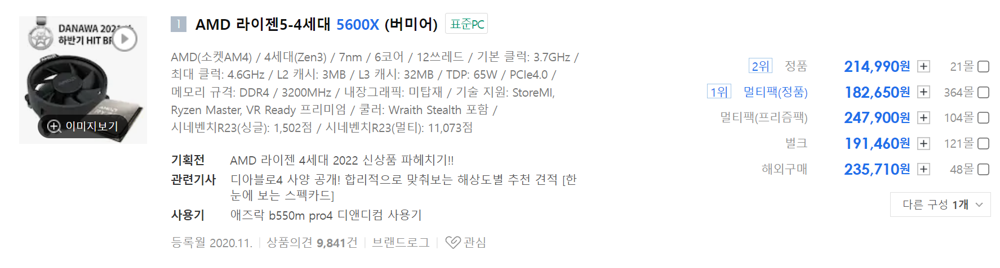 DANAWA 202
하반기 HIT BR
이미지보기
1 AMD 라이젠5-4세대 5600X (버미어) 표준PC
AMD(소켓AM4) / 4세대(Zen3) / 7nm / 6코어 / 12쓰레드 / 기본 클럭: 3.7GHz /
최대 클럭: 4.6GHz / L2 캐시: 3MB / L3 캐시: 32MB / TDP: 65W / PCIe4.0 /
메모리 규격: DDR4 / 3200MHz / 내장그래픽: 미탑재 / 기술 지원: StoreMI,
Ryzen Master, VR Ready 프리미엄 / 쿨러: Wraith Stealth 포함 /
시네벤치R23(싱글): 1,502점 / 시네벤치R23(멀티): 11,073점
기획전 AMD 라이젠 4세대 2022 신상품 파헤치기!!
관련기사 디아블로4 사양 공개! 합리적으로 맞춰보는 해상도별 추천 견적 [한
눈에 보는 스펙카드]
사용기 애즈락 b550m pro4 디앤디컴 사용기
등록월 2020.11. 상품의견 9,841건 브랜드로그 관심
2위 정품 214,990원 21몰
1위 멀티팩(정품) 182,650원 364몰
멀티팩(프리즘팩) 247,900원 104몰
벌크 191,460원 121몰
해외구매 235,710원 48몰
다른 구성 1개